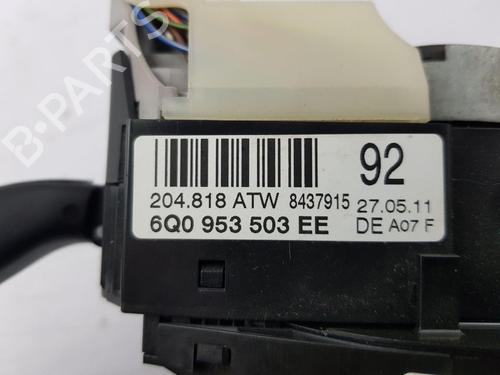 B-PARTS
92
204.818 ATW 8437915 27.05.11
6Q0 953 503 EE DE A07 F